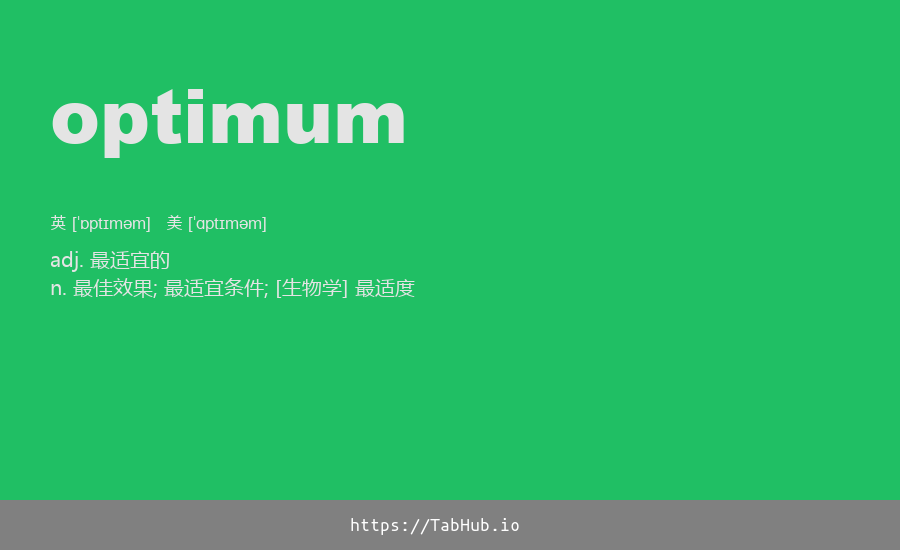 optimum
英 [ˈɒptɪməm] 美 [ˈɑptɪməm]
adj. 最适宜的
n. 最佳效果; 最适宜条件; [生物学] 最适度
https://TabHub.io